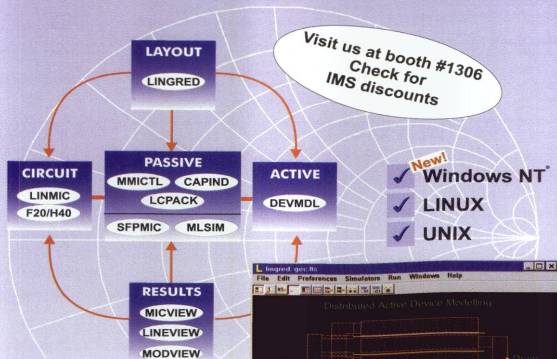 Visit us at booth #1306
Check for
IMS discounts
LAYOUT
LINGRED
CIRCUIT
LINMIC
F20/H40
PASSIVE
MMICTL CAPIND
LCPACK
SFPMIC MLSIM
ACTIVE
DEVMDL
RESULTS
MICVIEW
LINEVIEW
MODVIEW
New!
Windows NT®
LINUX
UNIX
lingred: gec.lts
File Edit Preferences Simulators Run Windows Help
Distributed Active Device Modelling